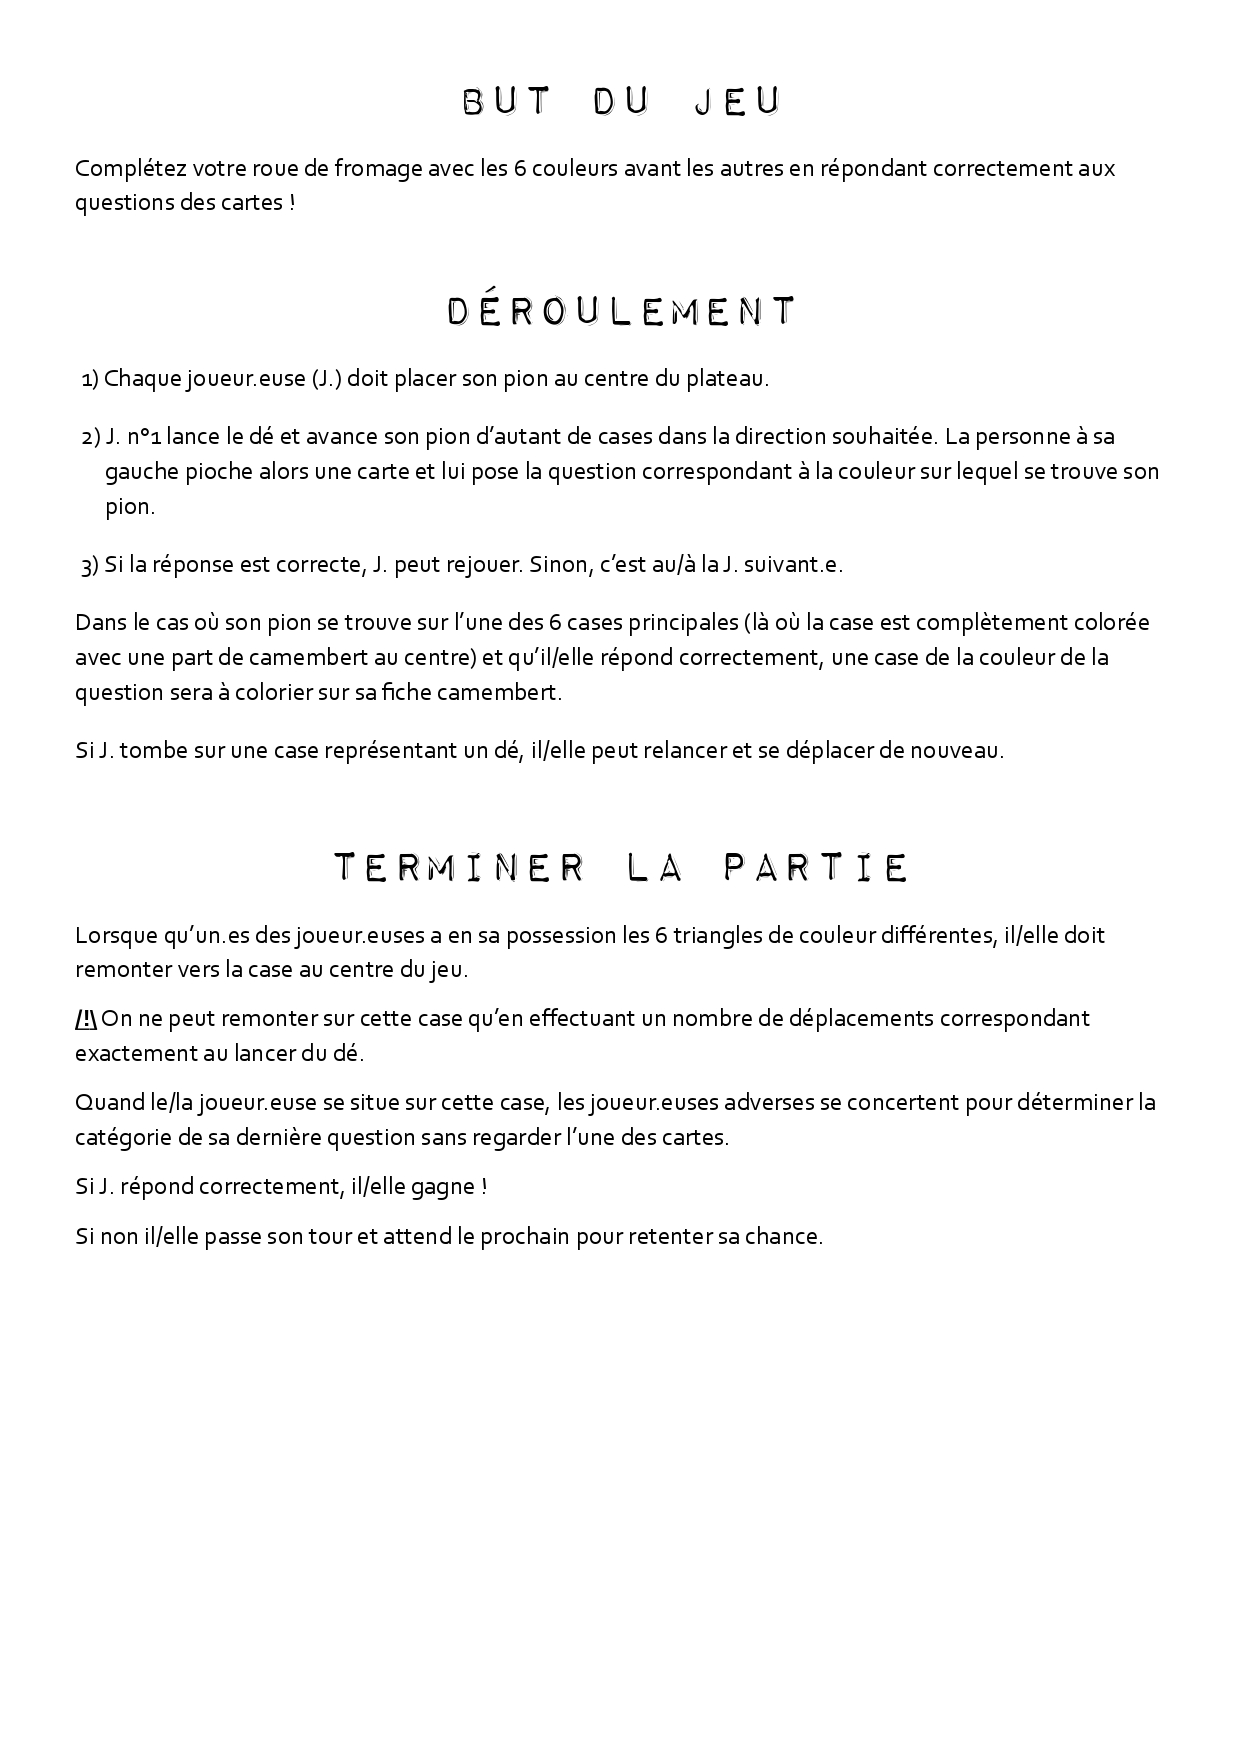 BUT DU JEU
Complétez votre roue de fromage avec les 6 couleurs avant les autres en répondant correctement aux
questions des cartes !
DÉROULEMENT
1) Chaque joueur.euse (J.) doit placer son pion au centre du plateau.
2) J. n°1 lance le dé et avance son pion d’autant de cases dans la direction souhaitée. La personne à sa
gauche pioche alors une carte et lui pose la question correspondant à la couleur sur lequel se trouve son
pion.
3) Si la réponse est correcte, J. peut rejouer. Sinon, c’est au/à la J. suivant.e.
Dans le cas où son pion se trouve sur l’une des 6 cases principales (là où la case est complètement colorée
avec une part de camembert au centre) et qu’il/elle répond correctement, une case de la couleur de la
question sera à colorier sur sa fiche camembert.
Si J. tombe sur une case représentant un dé, il/elle peut relancer et se déplacer de nouveau.
TERMINER LA PARTIE
Lorsque qu’un.es des joueur.euses a en sa possession les 6 triangles de couleur différentes, il/elle doit
remonter vers la case au centre du jeu.
/!\ On ne peut remonter sur cette case qu’en effectuant un nombre de déplacements correspondant
exactement au lancer du dé.
Quand le/la joueur.euse se situe sur cette case, les joueur.euses adverses se concertent pour déterminer la
catégorie de sa dernière question sans regarder l’une des cartes.
Si J. répond correctement, il/elle gagne !
Si non il/elle passe son tour et attend le prochain pour retenter sa chance.